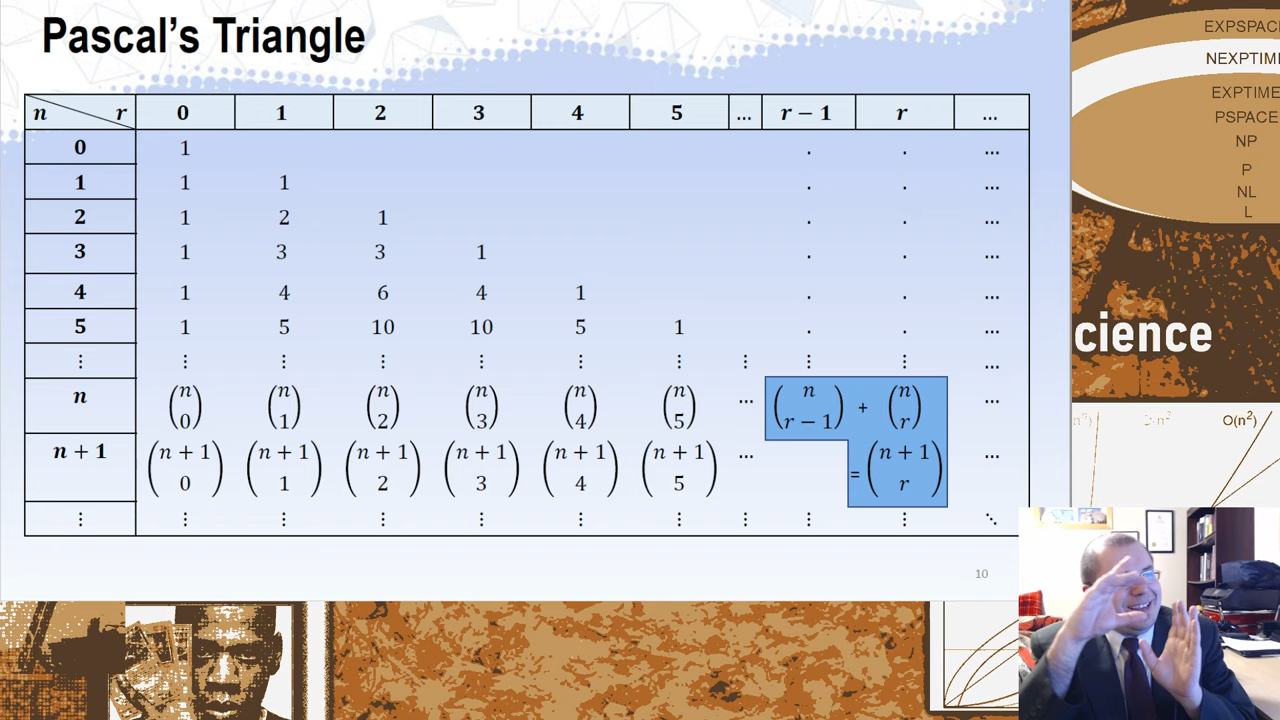 Pascal's Triangle
n r 0 1 2 3 4 5 ... r − 1 r ...
0 1 . . ...
1 1 1 . . ...
2 1 2 1 . . ...
3 1 3 3 1 . . ...
4 1 4 6 4 1 . . ...
5 1 5 10 10 5 1 . . ...
⋮ ⋮ ⋮ ⋮ ⋮ ⋮ ⋮ ⋮ ⋮ ⋮ ...
n (n 0) (n 1) (n 2) (n 3) (n 4) (n 5) ... (n r − 1) + (n r) ...
n + 1 (n + 1 0) (n + 1 1) (n + 1 2) (n + 1 3) (n + 1 4) (n + 1 5) ... = (n + 1 r) ...
⋮ ⋮ ⋮ ⋮ ⋮ ⋮ ⋮ ⋮ ⋮ ⋱
10
EXPSPAC
NEXPTIM
EXPTIME
PSPACE
NP
P
NL
L
cience
O(n²)